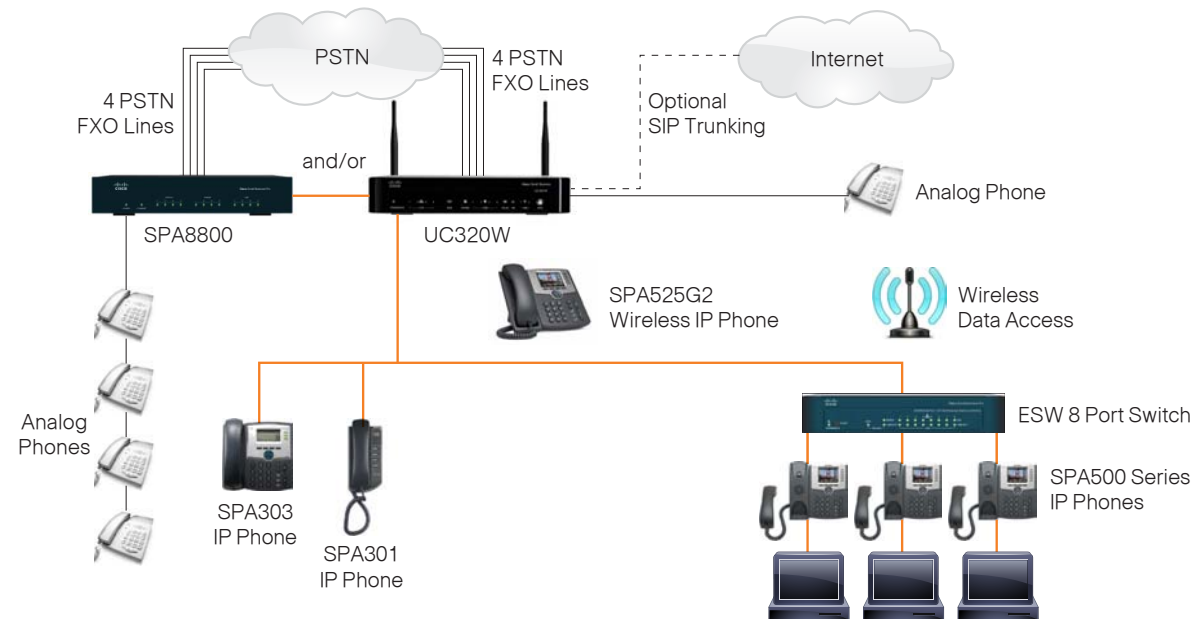 PSTN
Internet
4 PSTN
FXO Lines
4 PSTN
FXO Lines
Optional
SIP Trunking
and/or
Analog Phone
SPA8800
UC320W
SPA525G2
Wireless IP Phone
Wireless
Data Access
Analog
Phones
ESW 8 Port Switch
SPA303
IP Phone
SPA301
IP Phone
SPA500 Series
IP Phones